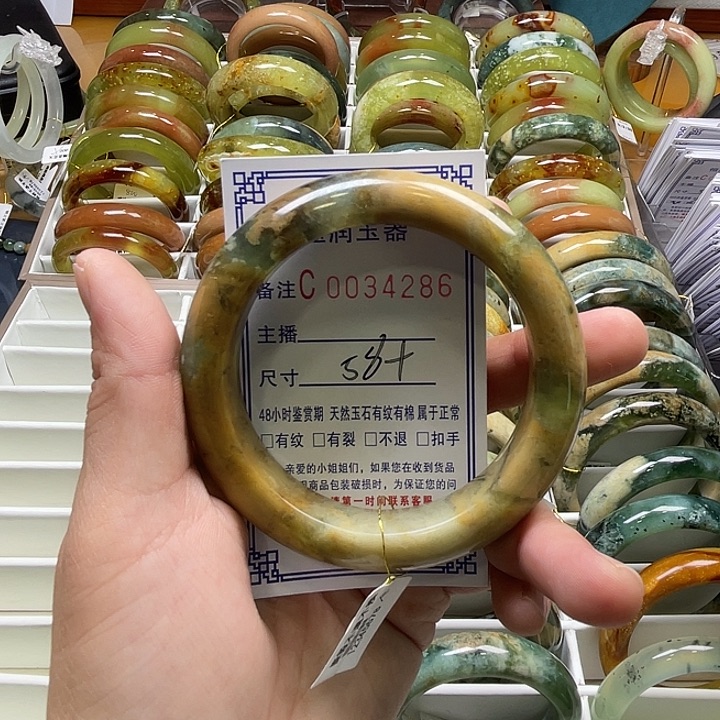 润玉器
备注C 0034286
主播
尺寸 58+
48小时鉴赏期 天然玉石有纹有棉 属于正常
□有纹 □有裂 □不退 □扣手
亲爱的小姐姐们，如果您在收到货品
现商品包装破损时，为保证您的问
请第一时间联系客服